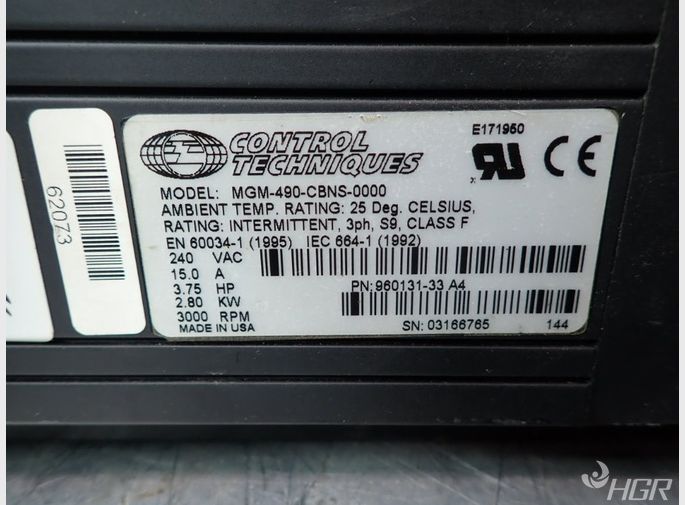 CONTROL
TECHNIQUES
E171950
MODEL: MGM-490-CBNS-0000
AMBIENT TEMP. RATING: 25 Deg. CELSIUS,
RATING: INTERMITTENT, 3ph, S9, CLASS F
EN 60034-1 (1995) IEC 664-1 (1992)
240 VAC
15.0 A
3.75 HP PN: 960131-33 A4
2.80 KW
3000 RPM
MADE IN USA SN: 03166765 144
62073
HGR